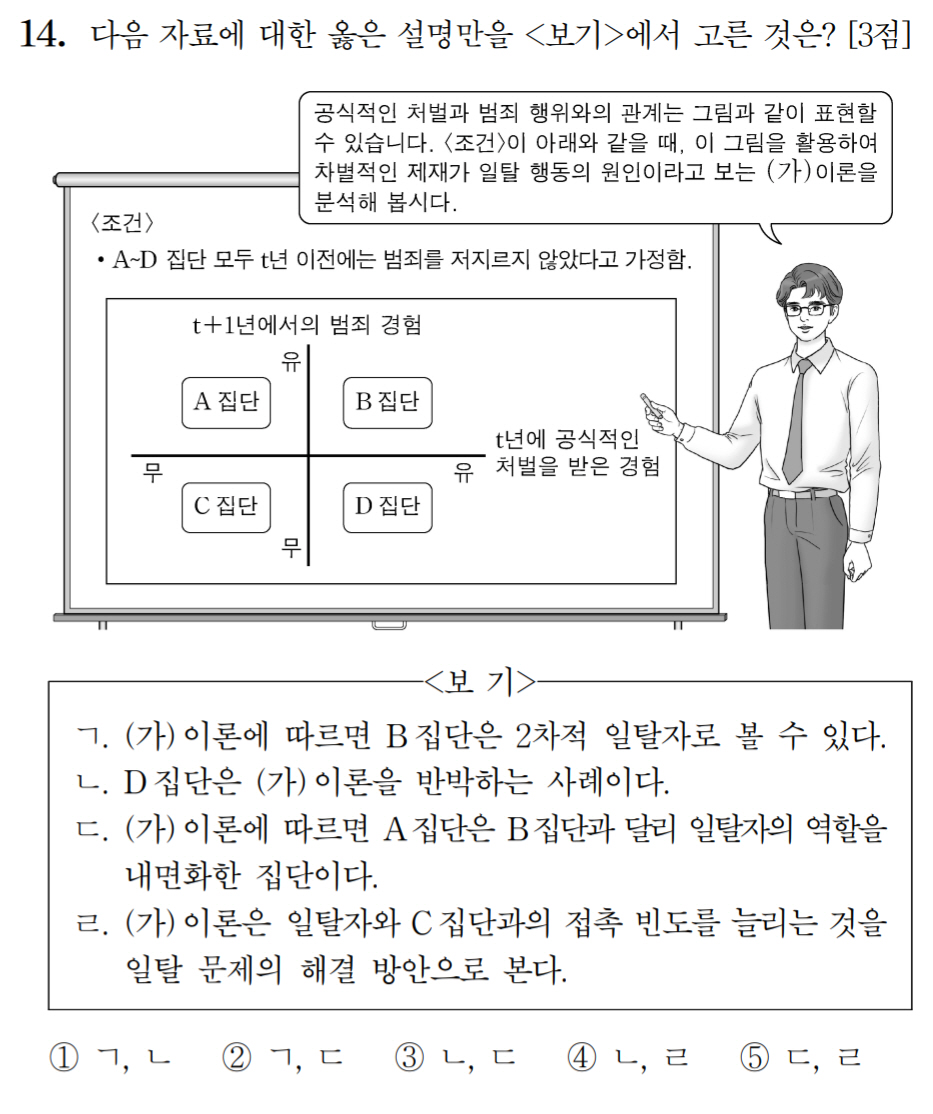 14. 다음 자료에 대한 옳은 설명만을 <보기>에서 고른 것은? [3점]
공식적인 처벌과 범죄 행위와의 관계는 그림과 같이 표현할
수 있습니다. 〈조건〉이 아래와 같을 때, 이 그림을 활용하여
차별적인 제재가 일탈 행동의 원인이라고 보는 (가)이론을
분석해 봅시다.
〈조건〉
• A~D 집단 모두 t년 이전에는 범죄를 저지르지 않았다고 가정함.
t+1년에서의 범죄 경험
유
A 집단 B 집단
t년에 공식적인
처벌을 받은 경험
무 유
C 집단 D 집단
무
<보 기>
ㄱ. (가)이론에 따르면 B집단은 2차적 일탈자로 볼 수 있다.
ㄴ. D집단은 (가)이론을 반박하는 사례이다.
ㄷ. (가)이론에 따르면 A집단은 B집단과 달리 일탈자의 역할을
내면화한 집단이다.
ㄹ. (가)이론은 일탈자와 C집단과의 접촉 빈도를 늘리는 것을
일탈 문제의 해결 방안으로 본다.
① ㄱ, ㄴ ② ㄱ, ㄷ ③ ㄴ, ㄷ ④ ㄴ, ㄹ ⑤ ㄷ, ㄹ